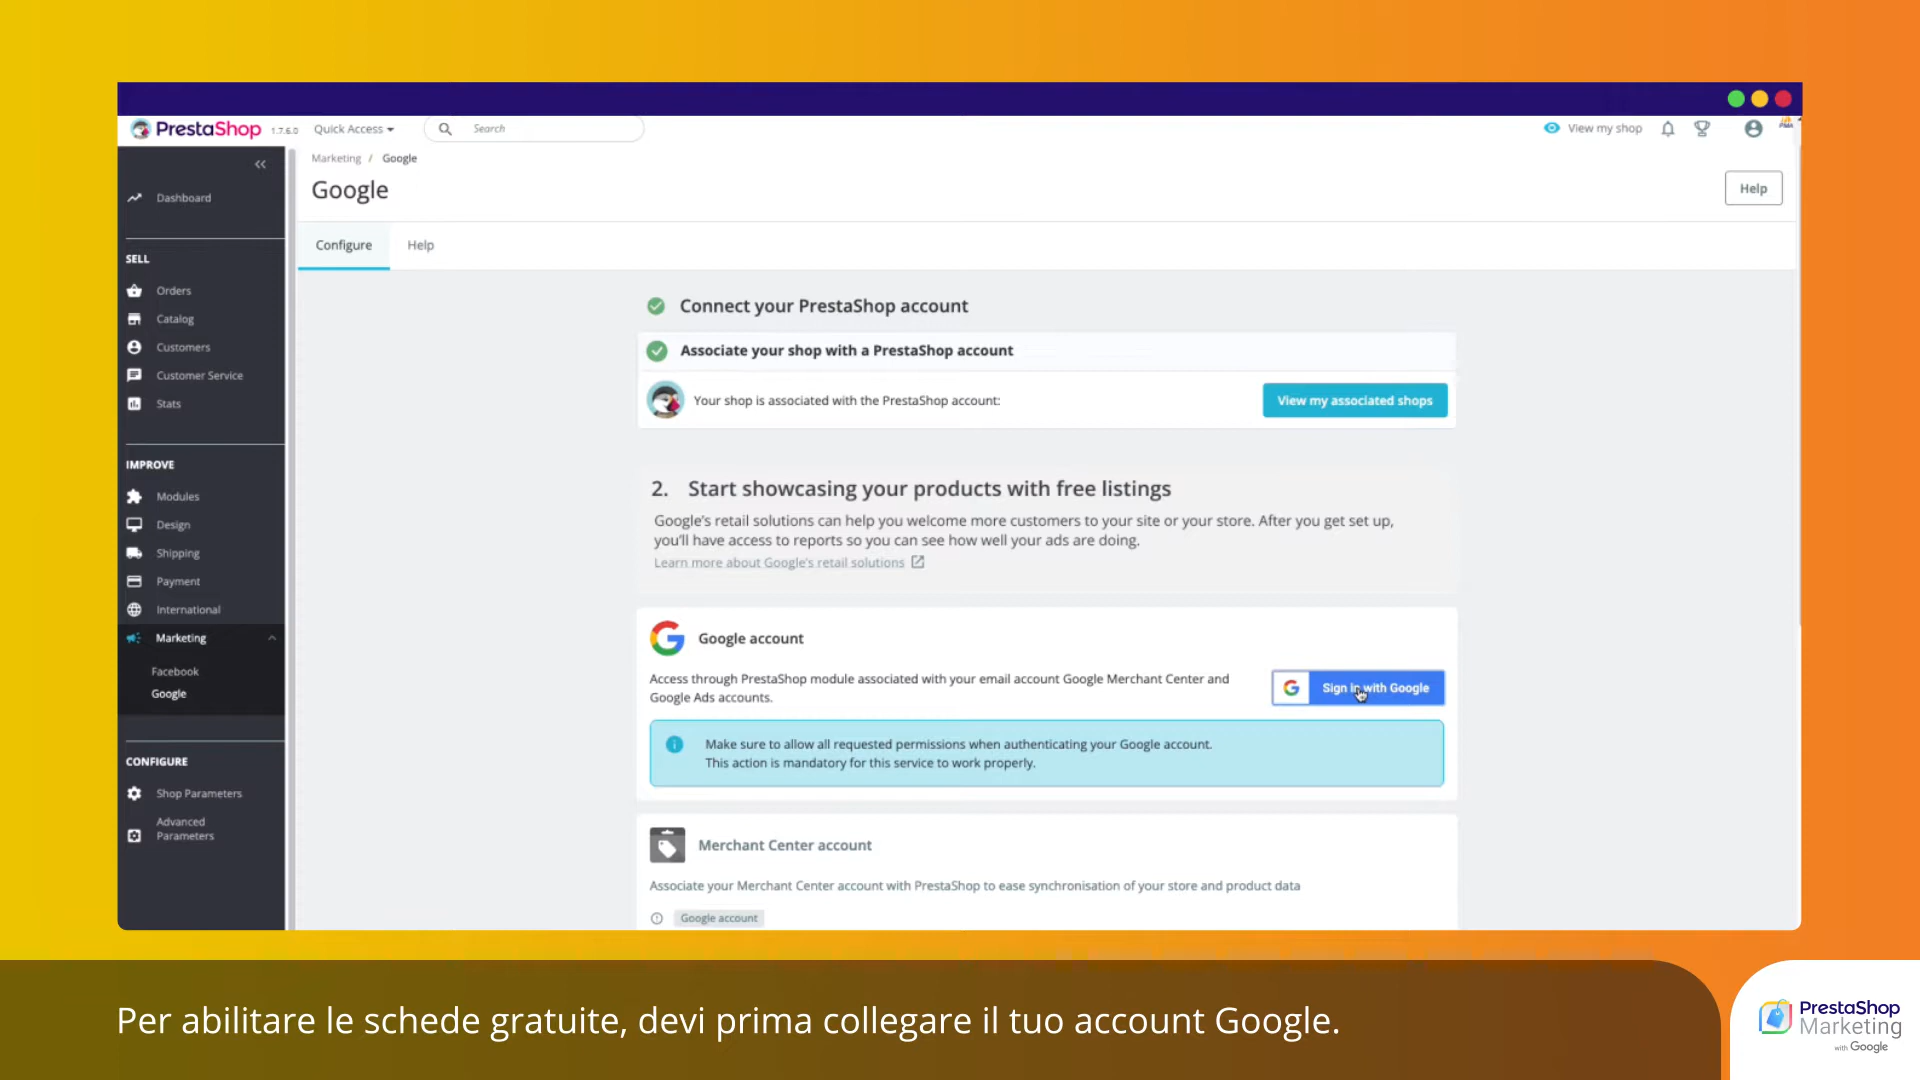 PrestaShop 1.7.6.0 Quick Access Search View my shop
Marketing / Google
Google
Help
Configure Help
Dashboard
SELL
Orders
Catalog
Customers
Customer Service
Stats
IMPROVE
Modules
Design
Shipping
Payment
International
Marketing
Facebook
Google
CONFIGURE
Shop Parameters
Advanced
Parameters
Connect your PrestaShop account
Associate your shop with a PrestaShop account
Your shop is associated with the PrestaShop account:
View my associated shops
2. Start showcasing your products with free listings
Google's retail solutions can help you welcome more customers to your site or your store. After you get set up,
you'll have access to reports so you can see how well your ads are doing.
Learn more about Google's retail solutions
Google account
Access through PrestaShop module associated with your email account Google Merchant Center and
Google Ads accounts.
Sign in with Google
Make sure to allow all requested permissions when authenticating your Google account.
This action is mandatory for this service to work properly.
Merchant Center account
Associate your Merchant Center account with PrestaShop to ease synchronisation of your store and product data
Google account
Per abilitare le schede gratuite, devi prima collegare il tuo account Google.
PrestaShop
Marketing
with Google